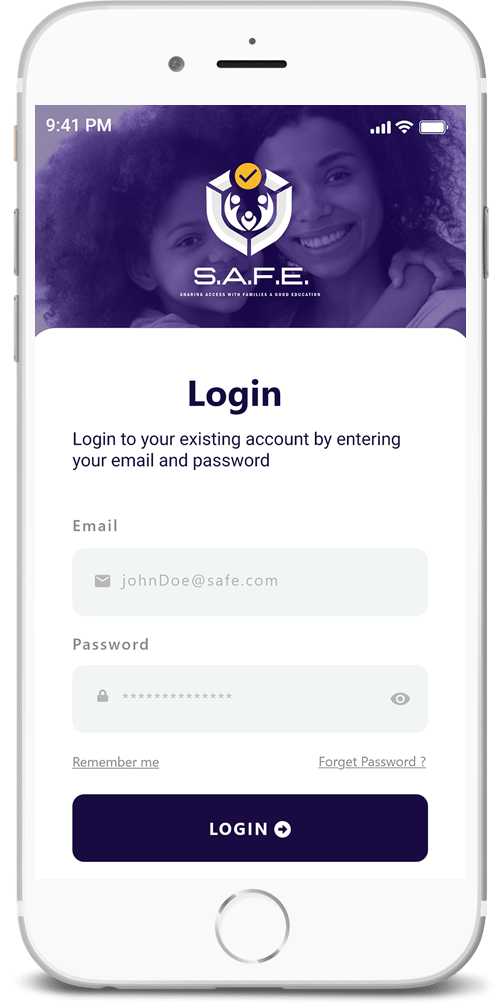 9:41 PM
S.A.F.E.
SHARING ACCESS WITH FAMILIES A GOOD EDUCATION
Login
Login to your existing account by entering
your email and password
Email
johnDoe@safe.com
Password
**************
Remember me
Forget Password ?
LOGIN